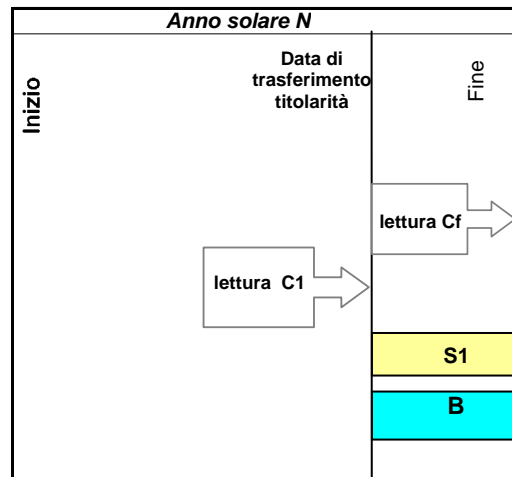 Anno solare N
Inizio
Data di
trasferimento
titolarità
Fine
lettura Cf
lettura C1
S1
B